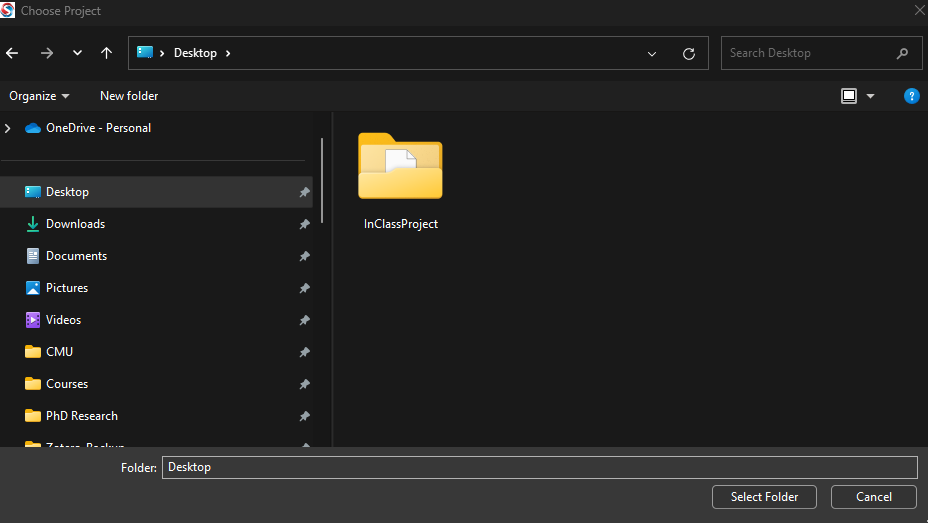 Choose Project
Desktop
Search Desktop
Organize
New folder
OneDrive - Personal
Desktop
Downloads
Documents
Pictures
Videos
CMU
Courses
PhD Research
InClassProject
Folder: Desktop
Select Folder
Cancel